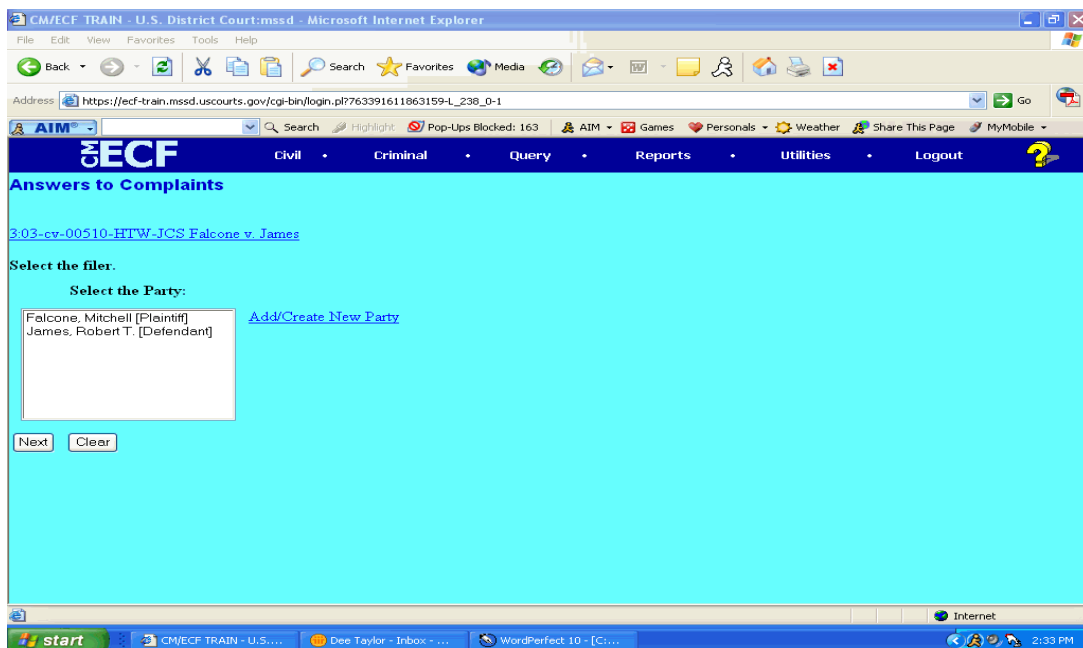 CM/ECF TRAIN - U.S. District Court:mssd - Microsoft Internet Explorer
File Edit View Favorites Tools Help
Back Search Favorites Media
Address https://ecf-train.mssd.uscourts.gov/cgi-bin/login.pl?763391611863159-L_238_0-1 Go
AIM® Search Highlight Pop-Ups Blocked: 163 AIM Games Personals Weather Share This Page MyMobile
CM ECF Civil • Criminal • Query • Reports • Utilities • Logout ?
Answers to Complaints
3:03-cv-00510-HTW-JCS Falcone v. James
Select the filer.
Select the Party:
Falcone, Mitchell [Plaintiff] Add/Create New Party
James, Robert T. [Defendant]
Next Clear
Internet
start CM/ECF TRAIN - U.S.... Dee Taylor - Inbox - ... WordPerfect 10 - [C:... 2:33 PM